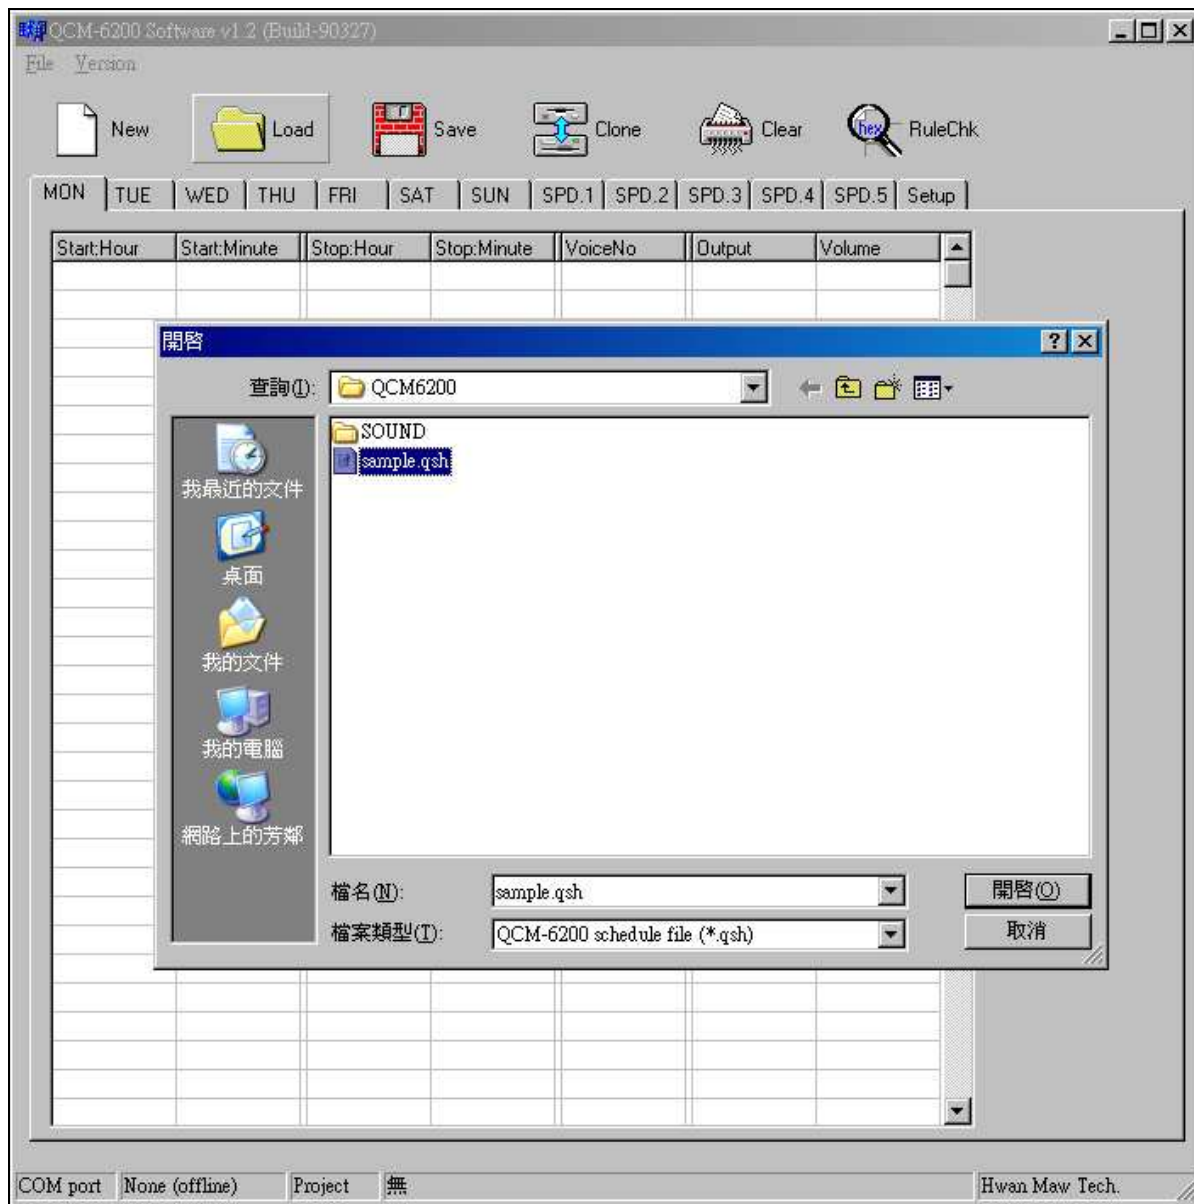 QCM-6200 Software v1.2 (Build-90327)
File Version
New Load Save Clone Clear hex RuleChk
MON TUE WED THU FRI SAT SUN SPD.1 SPD.2 SPD.3 SPD.4 SPD.5 Setup
Start:Hour Start:Minute Stop:Hour Stop:Minute VoiceNo Output Volume
開啓
查詢(I): QCM6200
SOUND
sample.qsh
我最近的文件
桌面
我的文件
我的電腦
網路上的芳鄰
檔名(N): sample.qsh 開啓(O)
檔案類型(T): QCM-6200 schedule file (*.qsh) 取消
COM port None (offline) Project 無 Hwan Maw Tech.